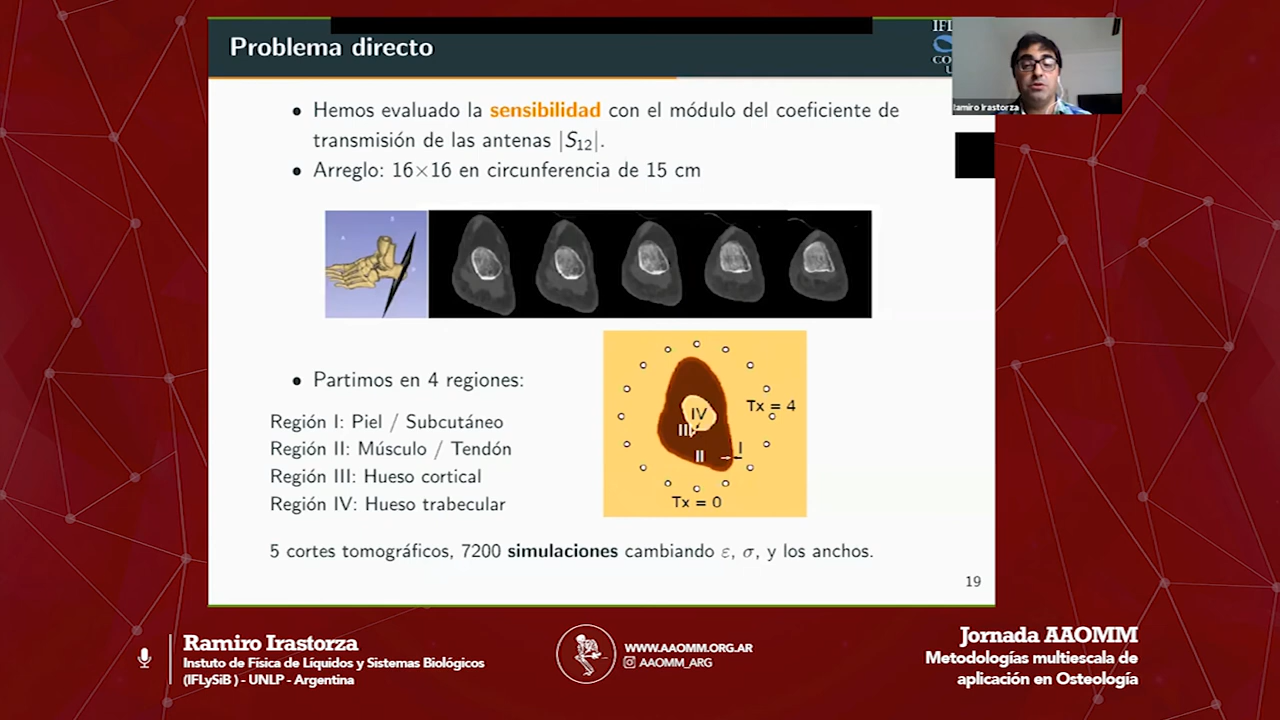 Problema directo
Ramiro Irastorza
• Hemos evaluado la sensibilidad con el módulo del coeficiente de
transmisión de las antenas |S12|.
• Arreglo: 16×16 en circunferencia de 15 cm
• Partimos en 4 regiones:
Región I: Piel / Subcutáneo
Región II: Músculo / Tendón
Región III: Hueso cortical
Región IV: Hueso trabecular
IV
Tx = 4
III
I
II
Tx = 0
5 cortes tomográficos, 7200 simulaciones cambiando ε, σ, y los anchos.
19
Ramiro Irastorza
Instuto de Física de Líquidos y Sistemas Biológicos
(IFLySiB ) - UNLP - Argentina
WWW.AAOMM.ORG.AR
AAOMM_ARG
Jornada AAOMM
Metodologías multiescala de
aplicación en Osteología